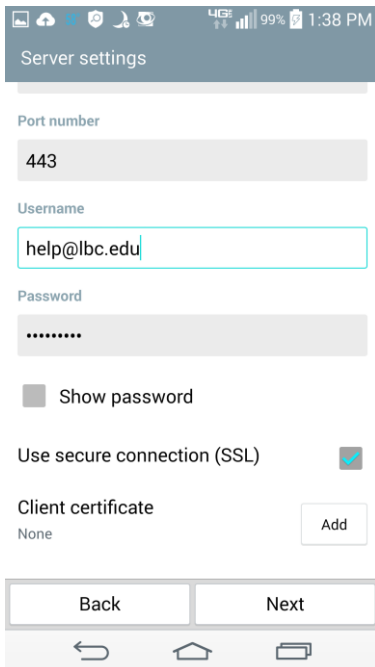 4GE 99% 1:38 PM
Server settings
Port number
443
Username
help@lbc.edu
Password
•••••••••
Show password
Use secure connection (SSL)
Client certificate
None
Add
Back Next